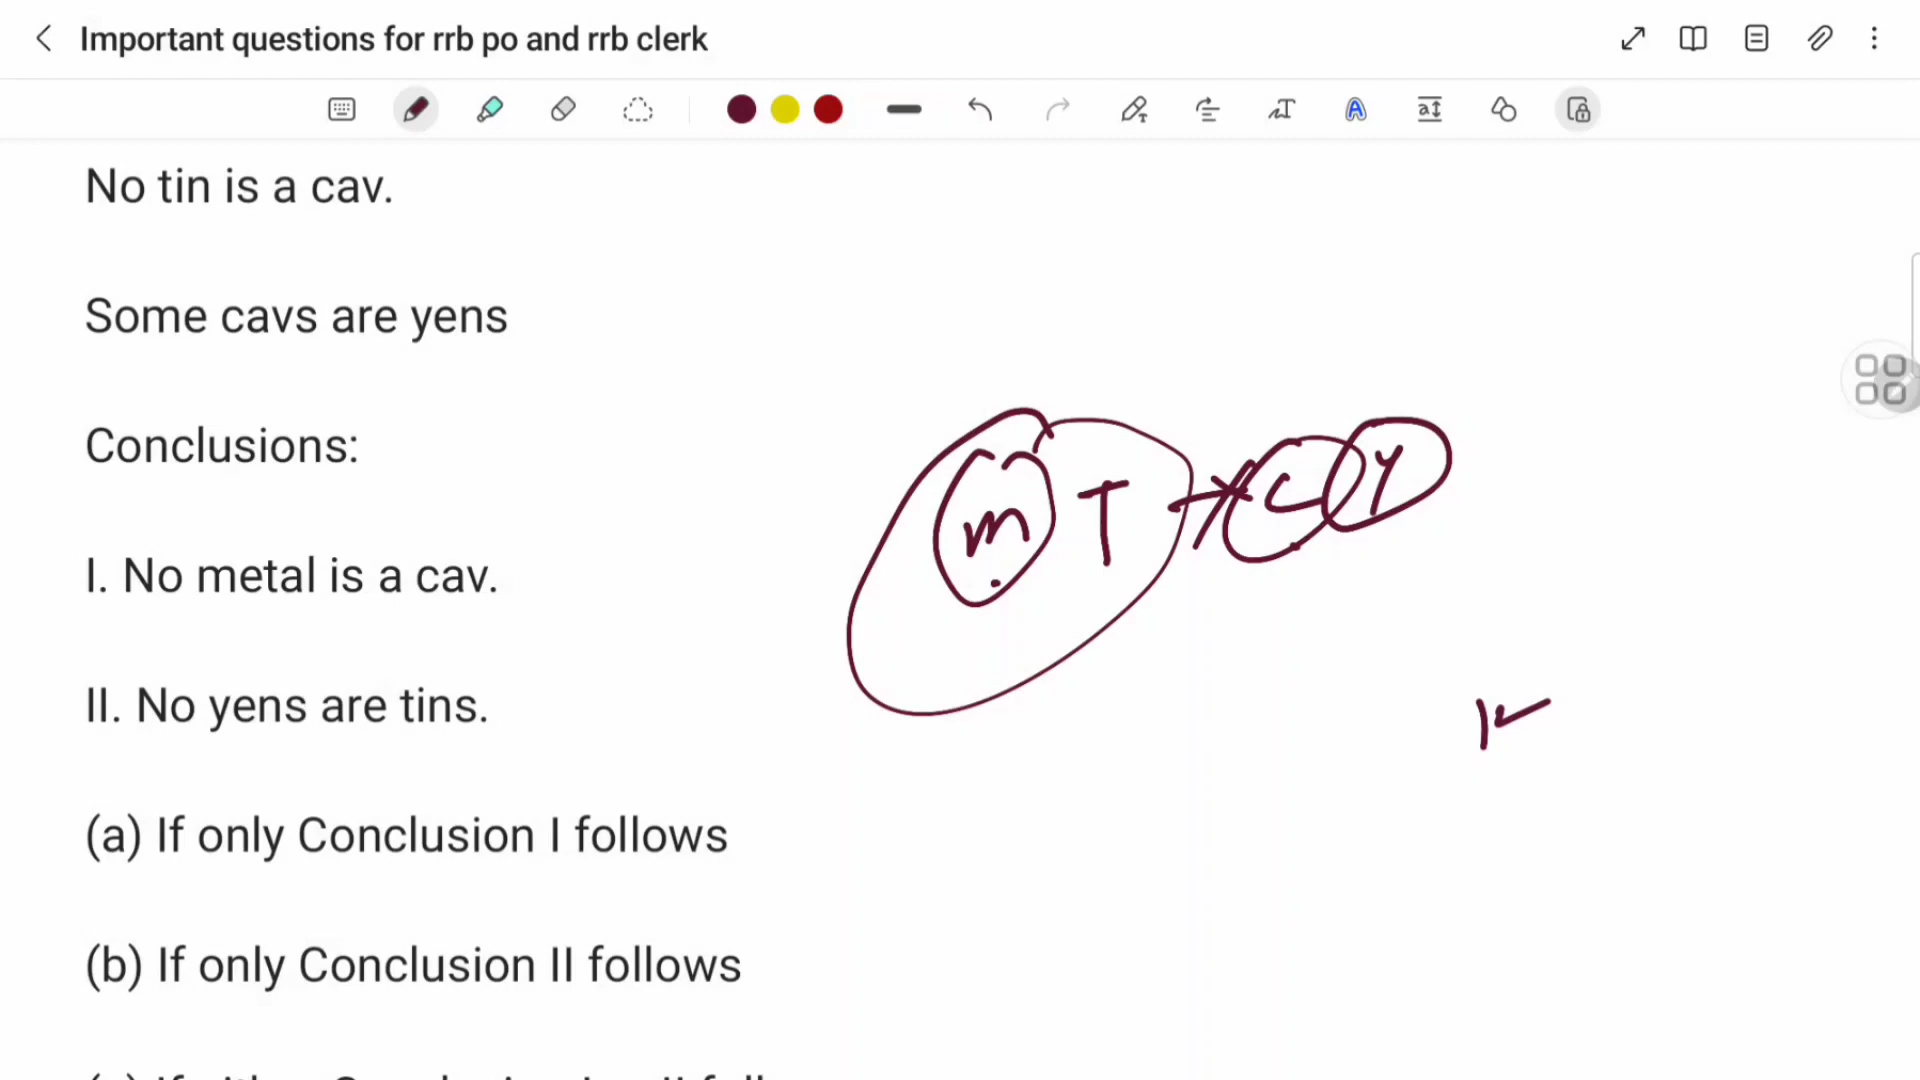 Important questions for rrb po and rrb clerk
No tin is a cav.
Some cavs are yens
Conclusions:
m T C Y
I. No metal is a cav.
II. No yens are tins.
(a) If only Conclusion I follows
(b) If only Conclusion II follows